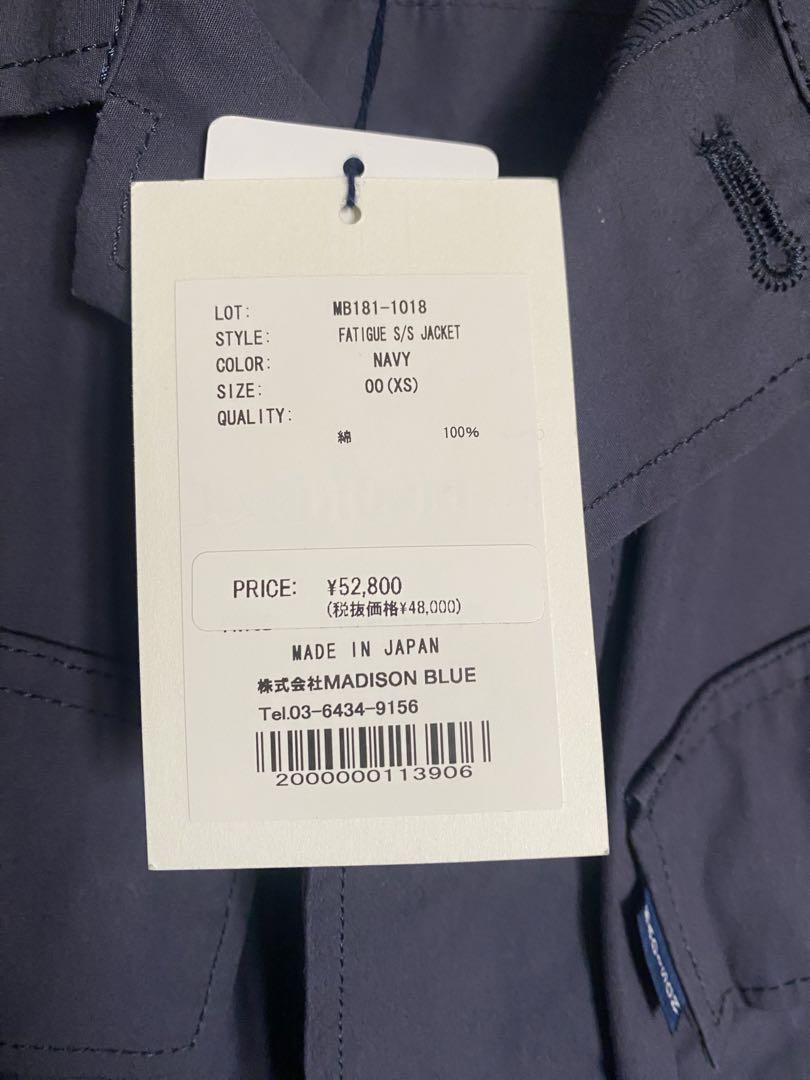 LOT: MB181-1018
STYLE: FATIGUE S/S JACKET
COLOR: NAVY
SIZE: 00(XS)
QUALITY:
綿 100%
PRICE: ¥52,800
(税抜価格¥48,000)
MADE IN JAPAN
株式会社MADISON BLUE
Tel.03-6434-9156
2000000113906